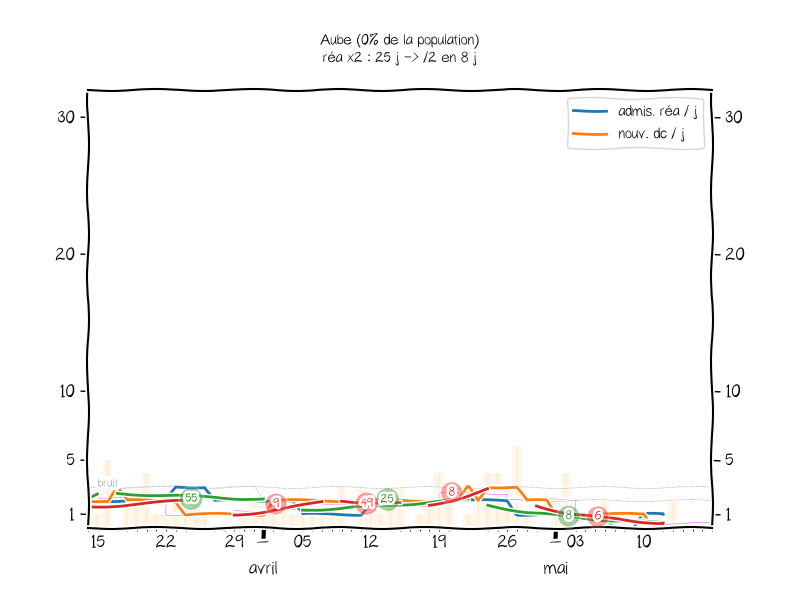 Aube (0% de la population)
réa x2 : 25 j -> /2 en 8 j
admis. réa / j
nouv. dc / j
30
30
20
20
10
10
5
5
bruit
55
9
49
25
8
8
6
1
1
15 22 29 1 05 12 19 26 1 03 10
avril mai